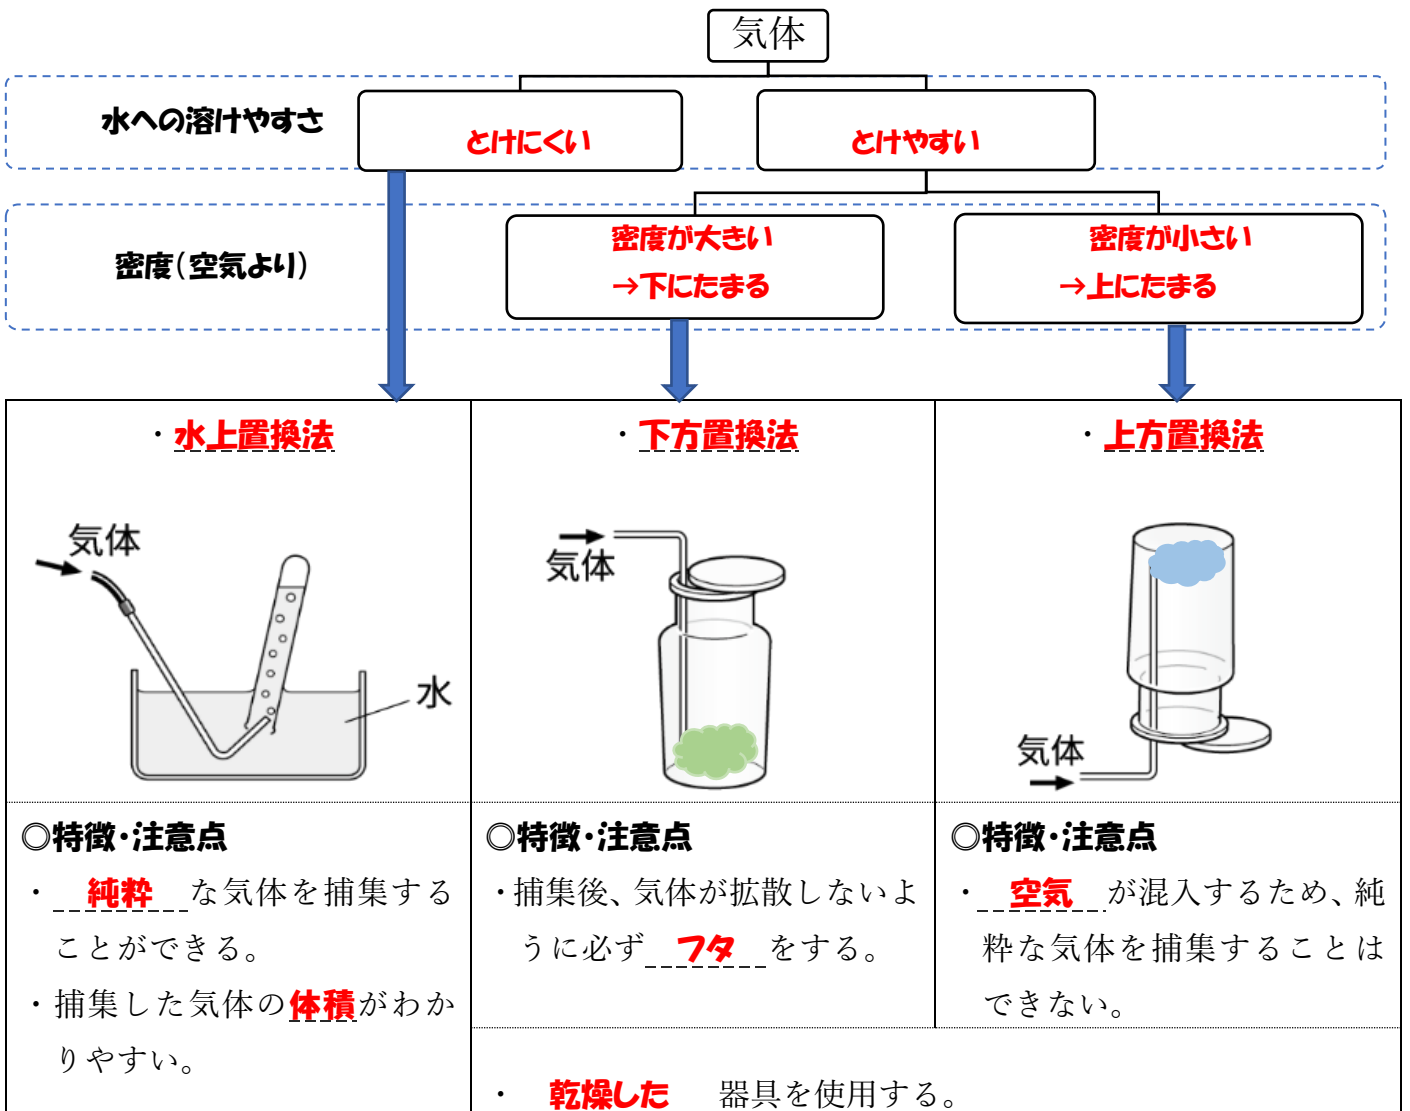 気体
水への溶けやすさ
とけにくい
とけやすい
密度(空気より)
密度が大きい
→下にたまる
密度が小さい
→上にたまる
・水上置換法
気体
水
◎特徴・注意点
・ 純粋 な気体を捕集する
ことができる。
・捕集した気体の体積がわか
りやすい。
・下方置換法
気体
◎特徴・注意点
・捕集後、気体が拡散しないよ
うに必ず フタ をする。
・上方置換法
気体
◎特徴・注意点
・ 空気 が混入するため、純
粋な気体を捕集することは
できない。
・ 乾燥した 器具を使用する。